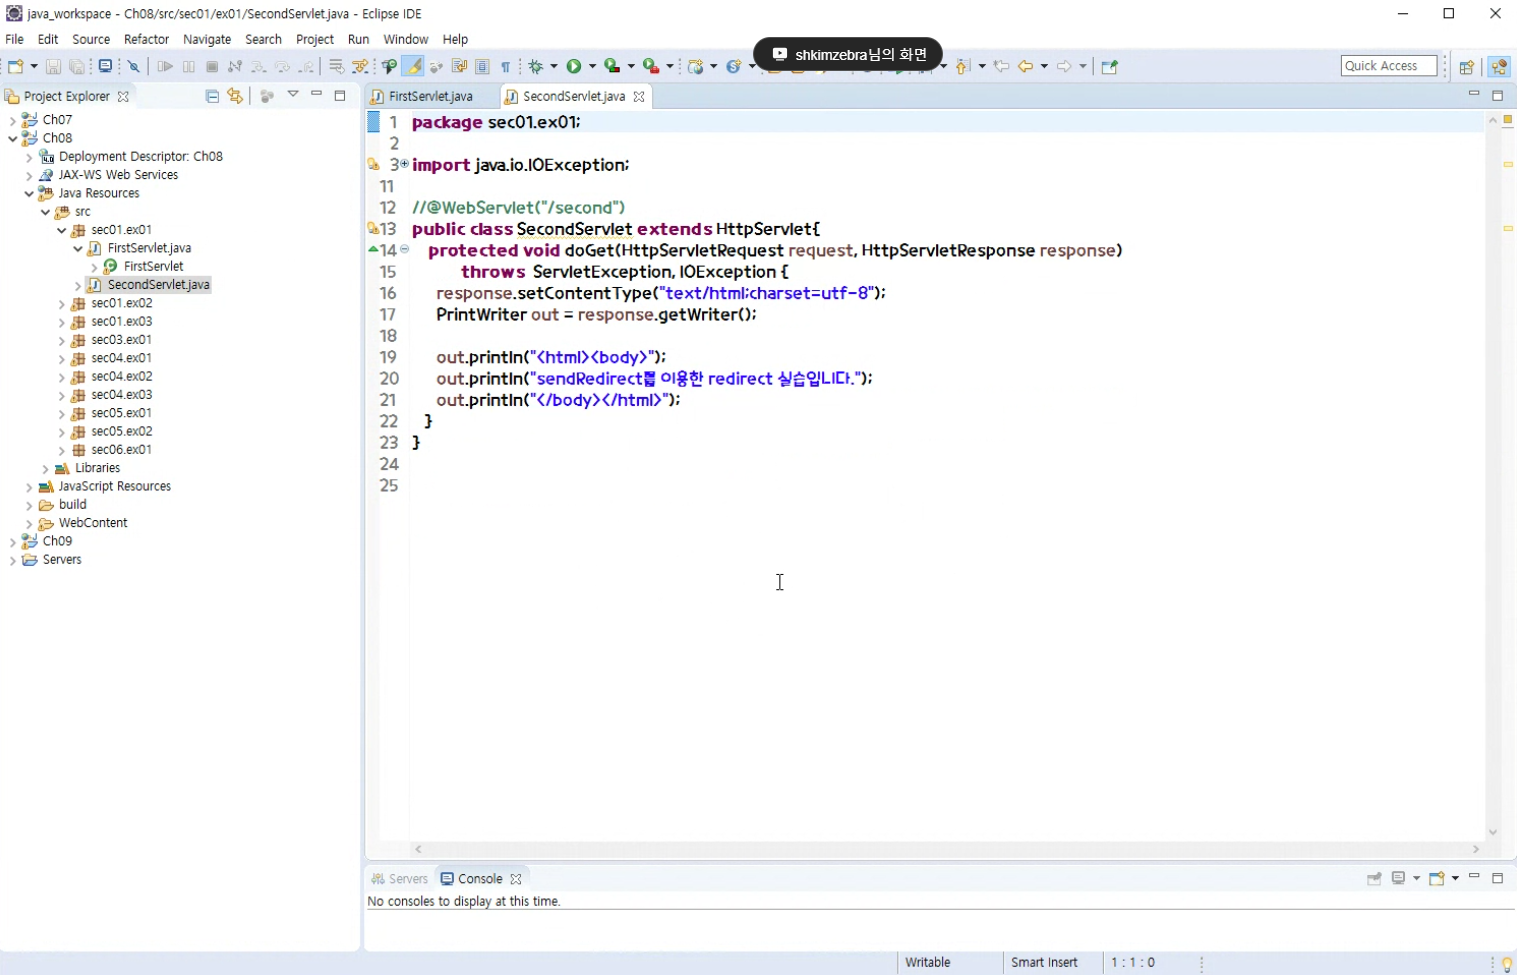 java_workspace - Ch08/src/sec01/ex01/SecondServlet.java - Eclipse IDE
File Edit Source Refactor Navigate Search Project Run Window Help
shkimzebra님의 화면
Quick Access
Project Explorer
FirstServlet.java
SecondServlet.java
Ch07
Ch08
Deployment Descriptor: Ch08
JAX-WS Web Services
Java Resources
src
sec01.ex01
FirstServlet.java
FirstServlet
SecondServlet.java
sec01.ex02
sec01.ex03
sec03.ex01
sec04.ex01
sec04.ex02
sec04.ex03
sec05.ex01
sec05.ex02
sec06.ex01
Libraries
JavaScript Resources
build
WebContent
Ch09
Servers
1 package sec01.ex01;
2
3 import java.io.IOException;
11
12 //@WebServlet("/second")
13 public class SecondServlet extends HttpServlet{
14 protected void doGet(HttpServletRequest request, HttpServletResponse response)
15 throws ServletException, IOException {
16 response.setContentType("text/html;charset=utf-8");
17 PrintWriter out = response.getWriter();
18
19 out.println("<html><body>");
20 out.println("sendRedirect를 이용한 redirect 실습입니다.");
21 out.println("</body></html>");
22 }
23 }
24
25
Servers Console
No consoles to display at this time.
Writable Smart Insert 1 : 1 : 0